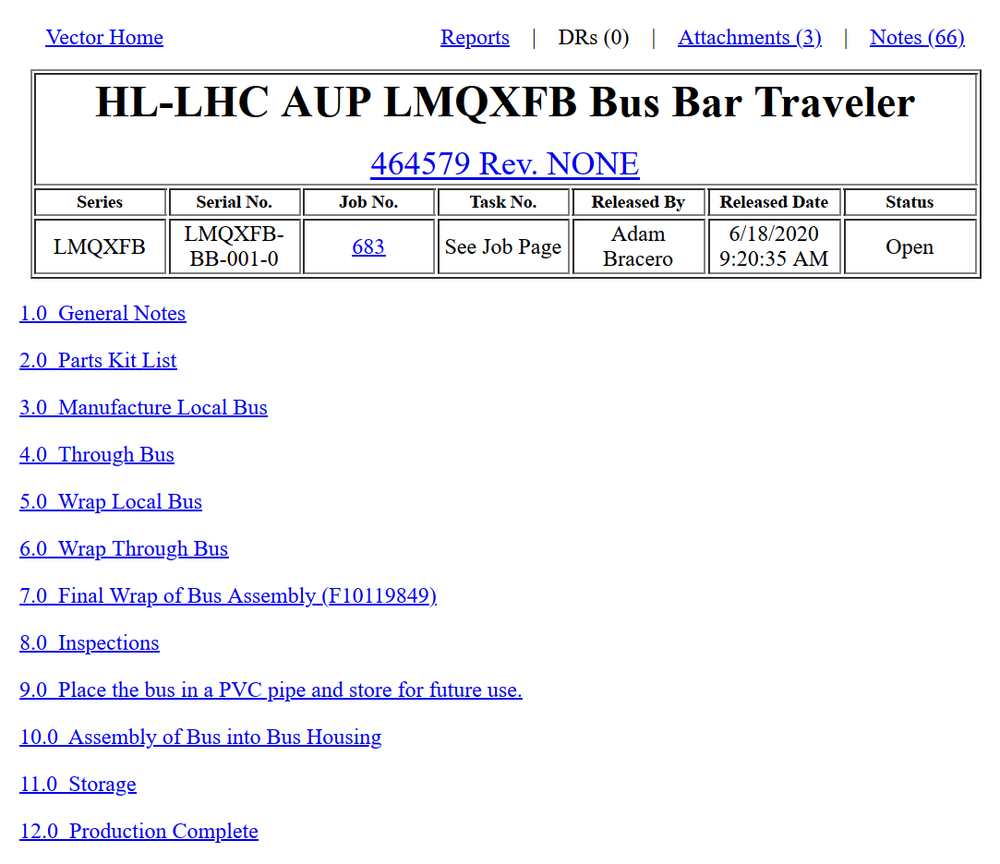 Vector Home Reports | DRs (0) | Attachments (3) | Notes (66)
HL-LHC AUP LMQXFB Bus Bar Traveler
464579 Rev. NONE
Series Serial No. Job No. Task No. Released By Released Date Status
LMQXFB LMQXFB-BB-001-0 683 See Job Page Adam Bracero 6/18/2020 9:20:35 AM Open
1.0 General Notes
2.0 Parts Kit List
3.0 Manufacture Local Bus
4.0 Through Bus
5.0 Wrap Local Bus
6.0 Wrap Through Bus
7.0 Final Wrap of Bus Assembly (F10119849)
8.0 Inspections
9.0 Place the bus in a PVC pipe and store for future use.
10.0 Assembly of Bus into Bus Housing
11.0 Storage
12.0 Production Complete